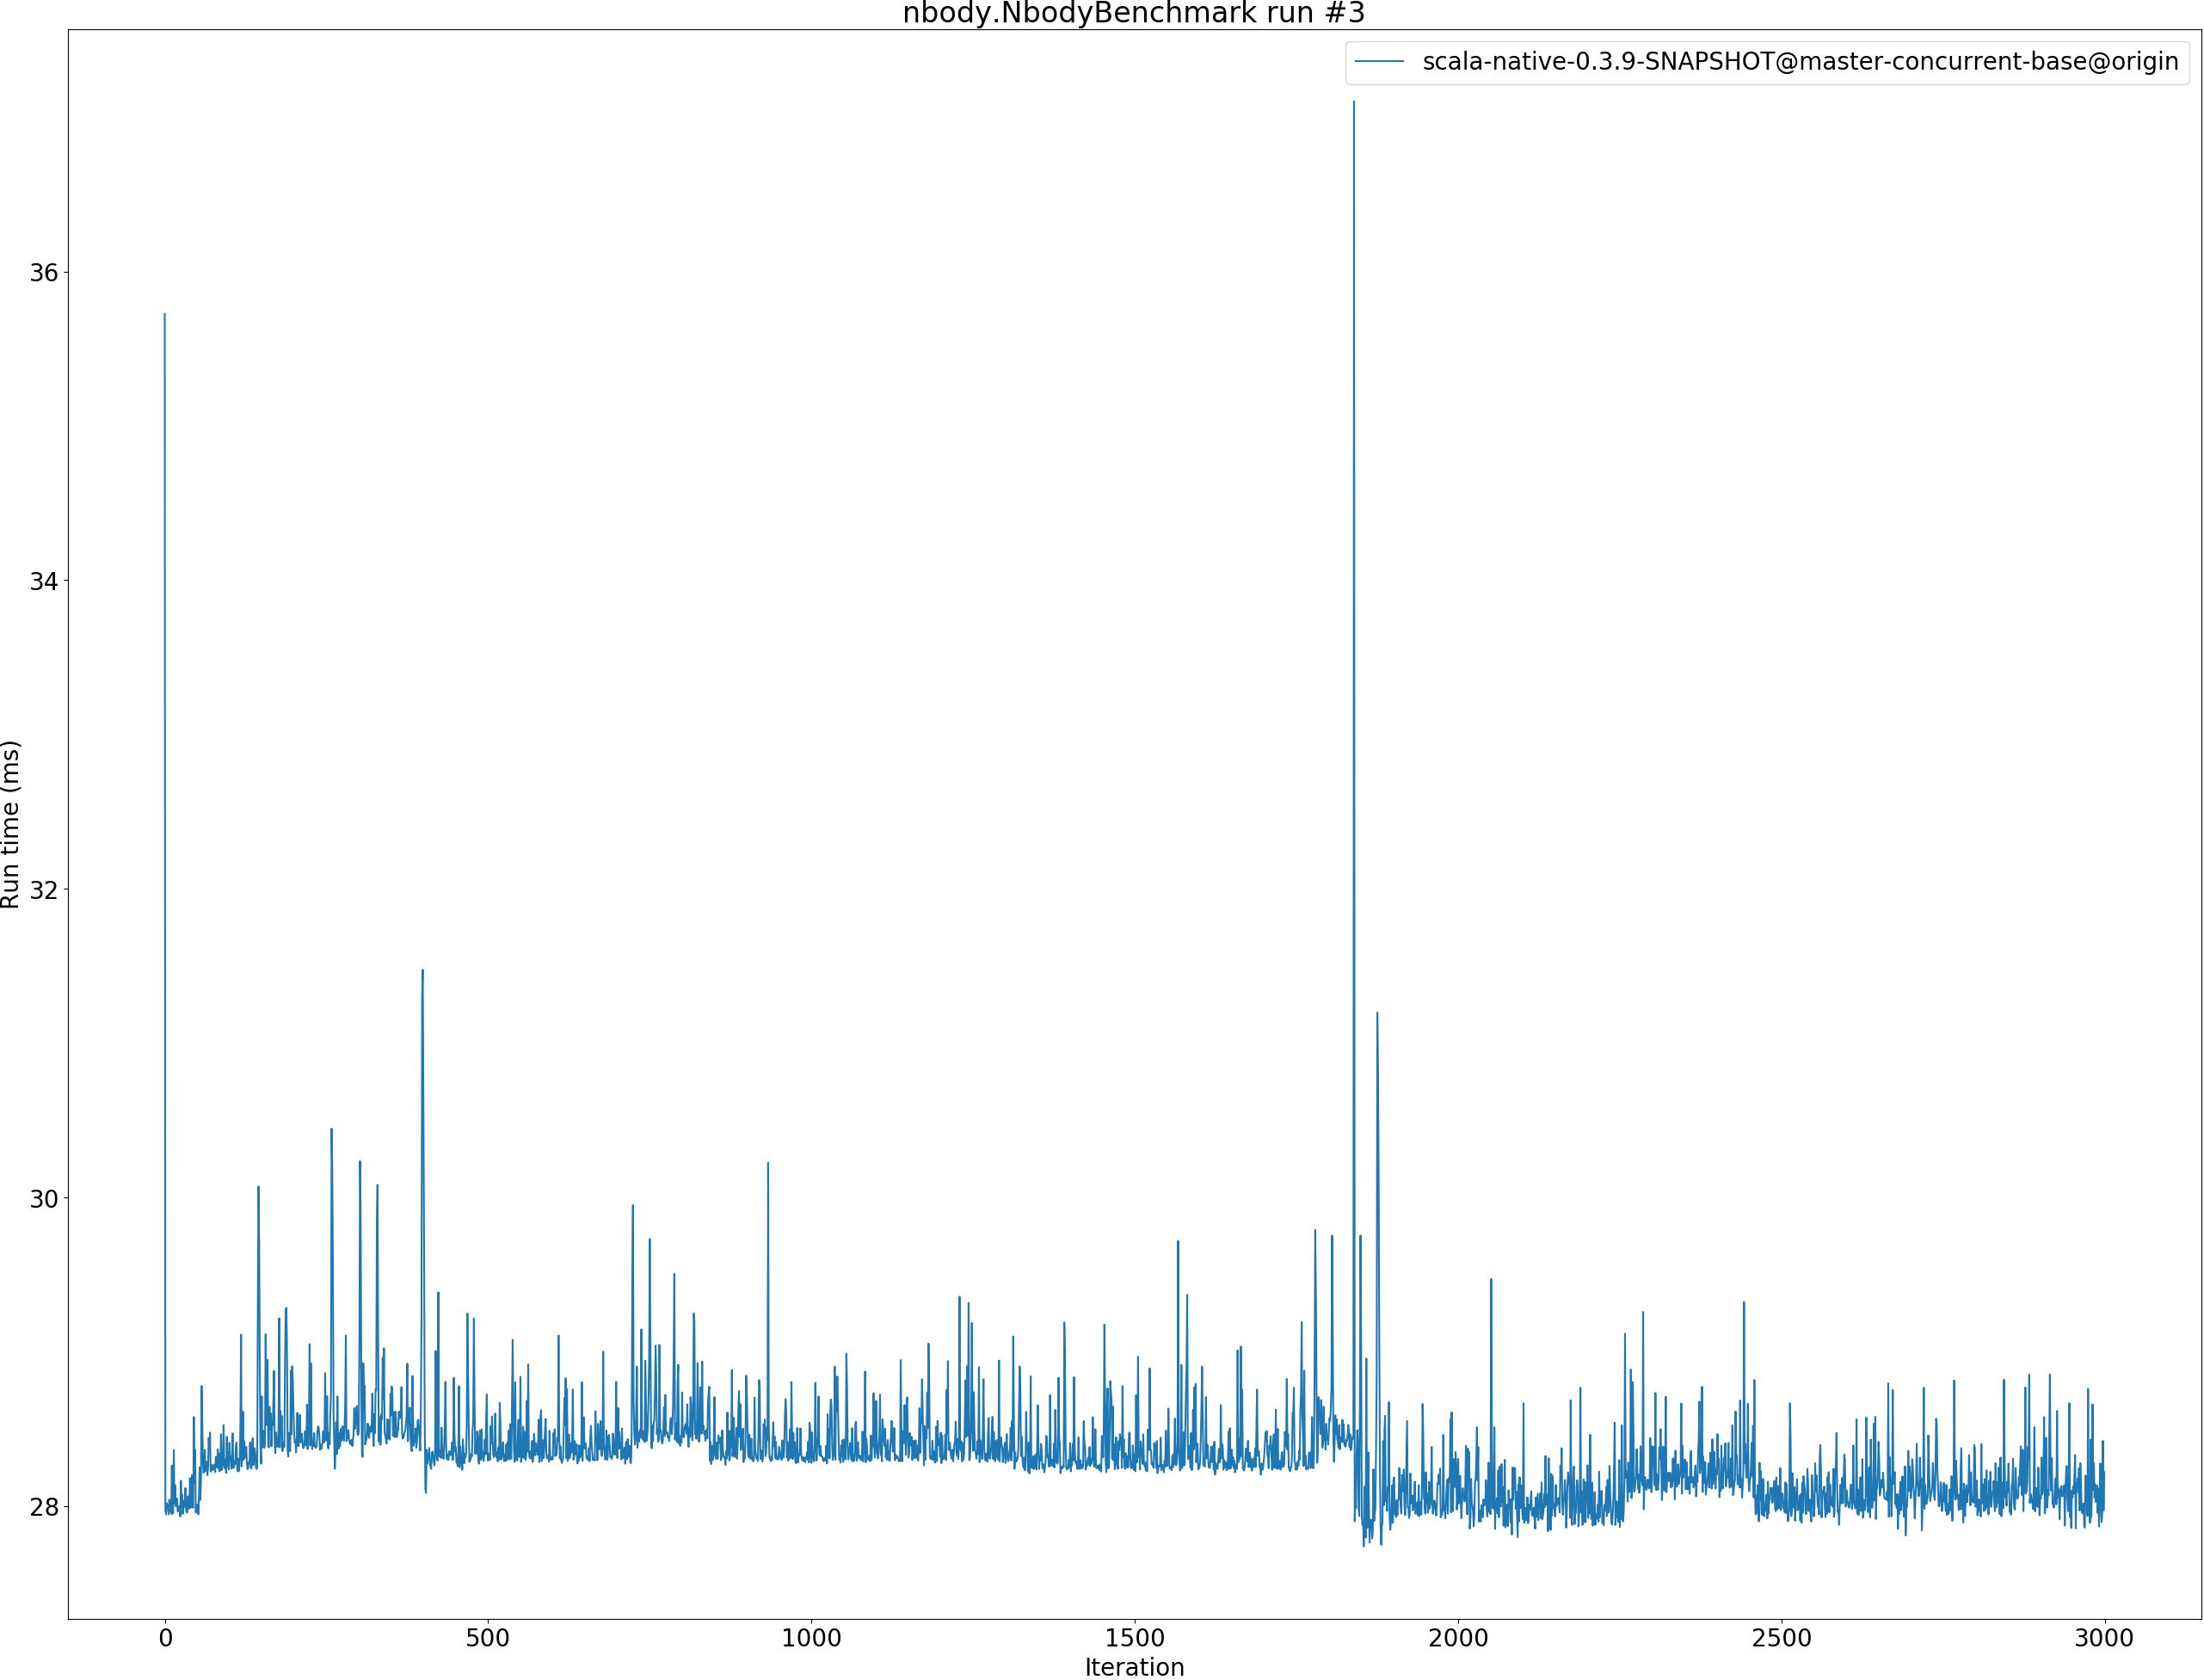 nbody.NbodyBenchmark run #3
scala-native-0.3.9-SNAPSHOT@master-concurrent-base@origin
36
34
32
30
28
Run time (ms)
0 500 1000 1500 2000 2500 3000
Iteration